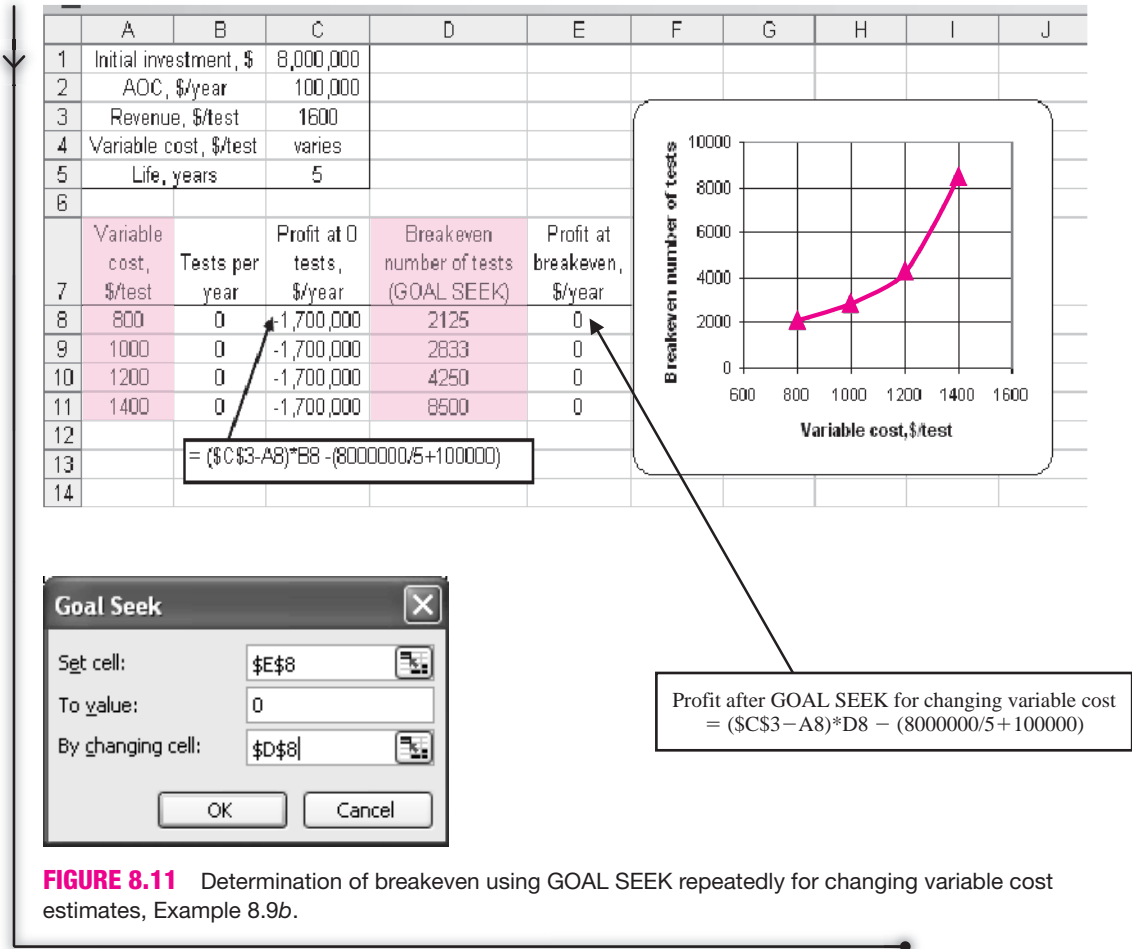 A B C D E F G H I J
1 Initial investment, $ 8,000,000
2 AOC, $/year 100,000
3 Revenue, $/test 1600
4 Variable cost, $/test varies
5 Life, years 5
6
Variable Profit at 0 Breakeven Profit at
cost, Tests per tests, number of tests breakeven,
7 $/test year $/year (GOAL SEEK) $/year
8 800 0 -1,700,000 2125 0
9 1000 0 -1,700,000 2833 0
10 1200 0 -1,700,000 4250 0
11 1400 0 -1,700,000 8500 0
12
13
14
= ($C$3-A8)*B8 -(8000000/5+100000)
Breakeven number of tests
10000
8000
6000
4000
2000
0
600 800 1000 1200 1400 1600
Variable cost,$/test
Goal Seek
Set cell: $E$8
To value: 0
By changing cell: $D$8
OK Cancel
Profit after GOAL SEEK for changing variable cost
= ($C$3−A8)*D8 − (8000000/5+100000)
FIGURE 8.11 Determination of breakeven using GOAL SEEK repeatedly for changing variable cost
estimates, Example 8.9b.